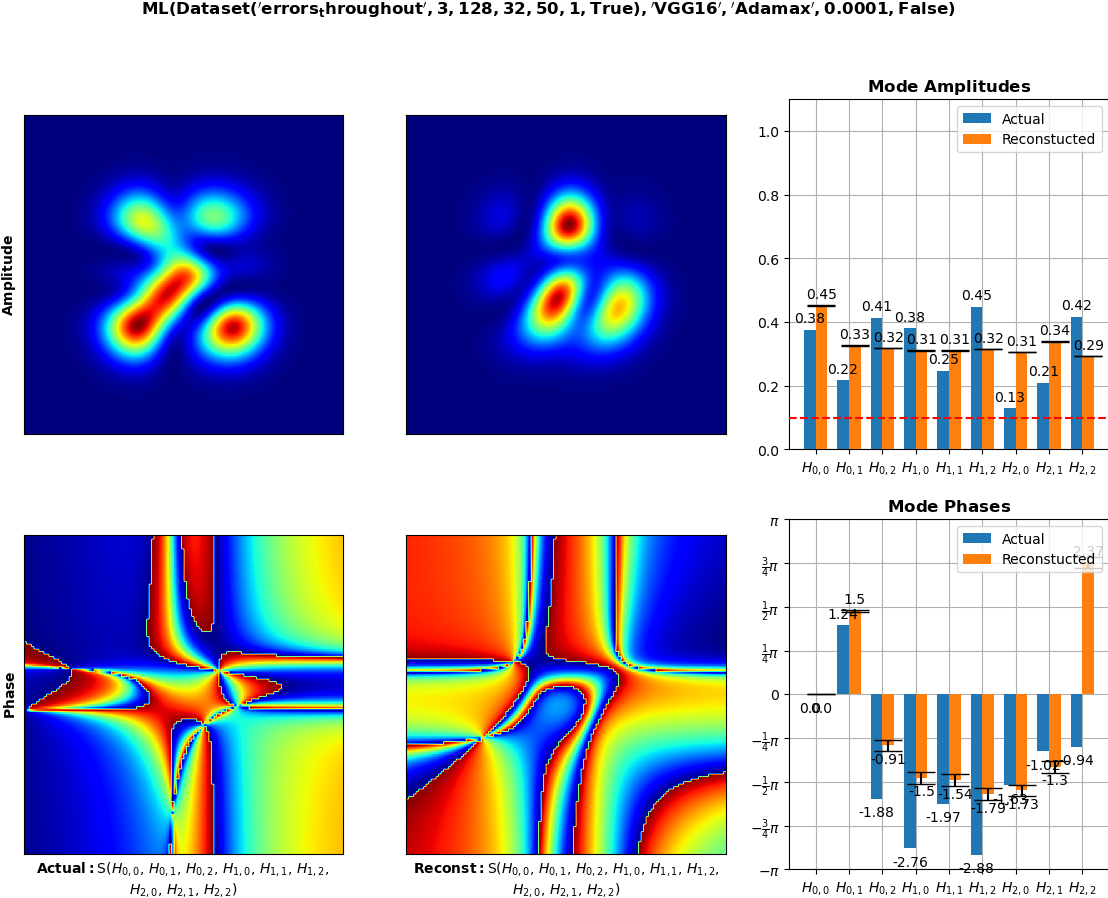 ML(Dataset('errors_throughout', 3, 128, 32, 50, 1, True), 'VGG16', 'Adamax', 0.0001, False)
Amplitude
Mode Amplitudes
Actual
Reconstucted
1.0
0.8
0.6
0.4
0.2
0.0
0.38 0.22 0.41 0.38 0.25 0.45 0.13 0.21 0.42
0.45 0.33 0.32 0.31 0.31 0.32 0.31 0.34 0.29
H0,0 H0,1 H0,2 H1,0 H1,1 H1,2 H2,0 H2,1 H2,2
Phase
Mode Phases
Actual
Reconstucted
π
3/4π
1/2π
1/4π
0
−1/4π
−1/2π
−3/4π
−π
0.0 1.24 -1.88 -2.76 -1.97 -2.88 -1.63 -1.02 -0.94
0.0 1.5 -0.91 -1.5 -1.54 -1.79 -1.73 -1.3 2.37
H0,0 H0,1 H0,2 H1,0 H1,1 H1,2 H2,0 H2,1 H2,2
Actual: S(H0,0, H0,1, H0,2, H1,0, H1,1, H1,2,
H2,0, H2,1, H2,2)
Reconst: S(H0,0, H0,1, H0,2, H1,0, H1,1, H1,2,
H2,0, H2,1, H2,2)